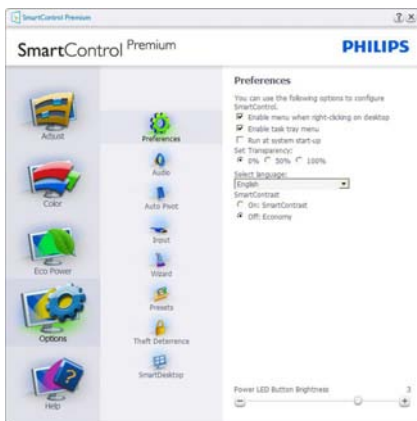 SmartControl Premium
SmartControl Premium
PHILIPS
Adjust
Color
Eco Power
Options
Help
Preferences
Audio
Auto Pivot
Input
Wizard
Presets
Theft Deterrence
SmartDesktop
Preferences
You can use the following options to configure
SmartControl.
Enable menu when right-clicking on desktop
Enable task tray menu
Run at system start-up
Set Transparency:
0% 50% 100%
Select language:
English
SmartContrast
On: SmartContrast
Off: Economy
Power LED Button Brightness 3